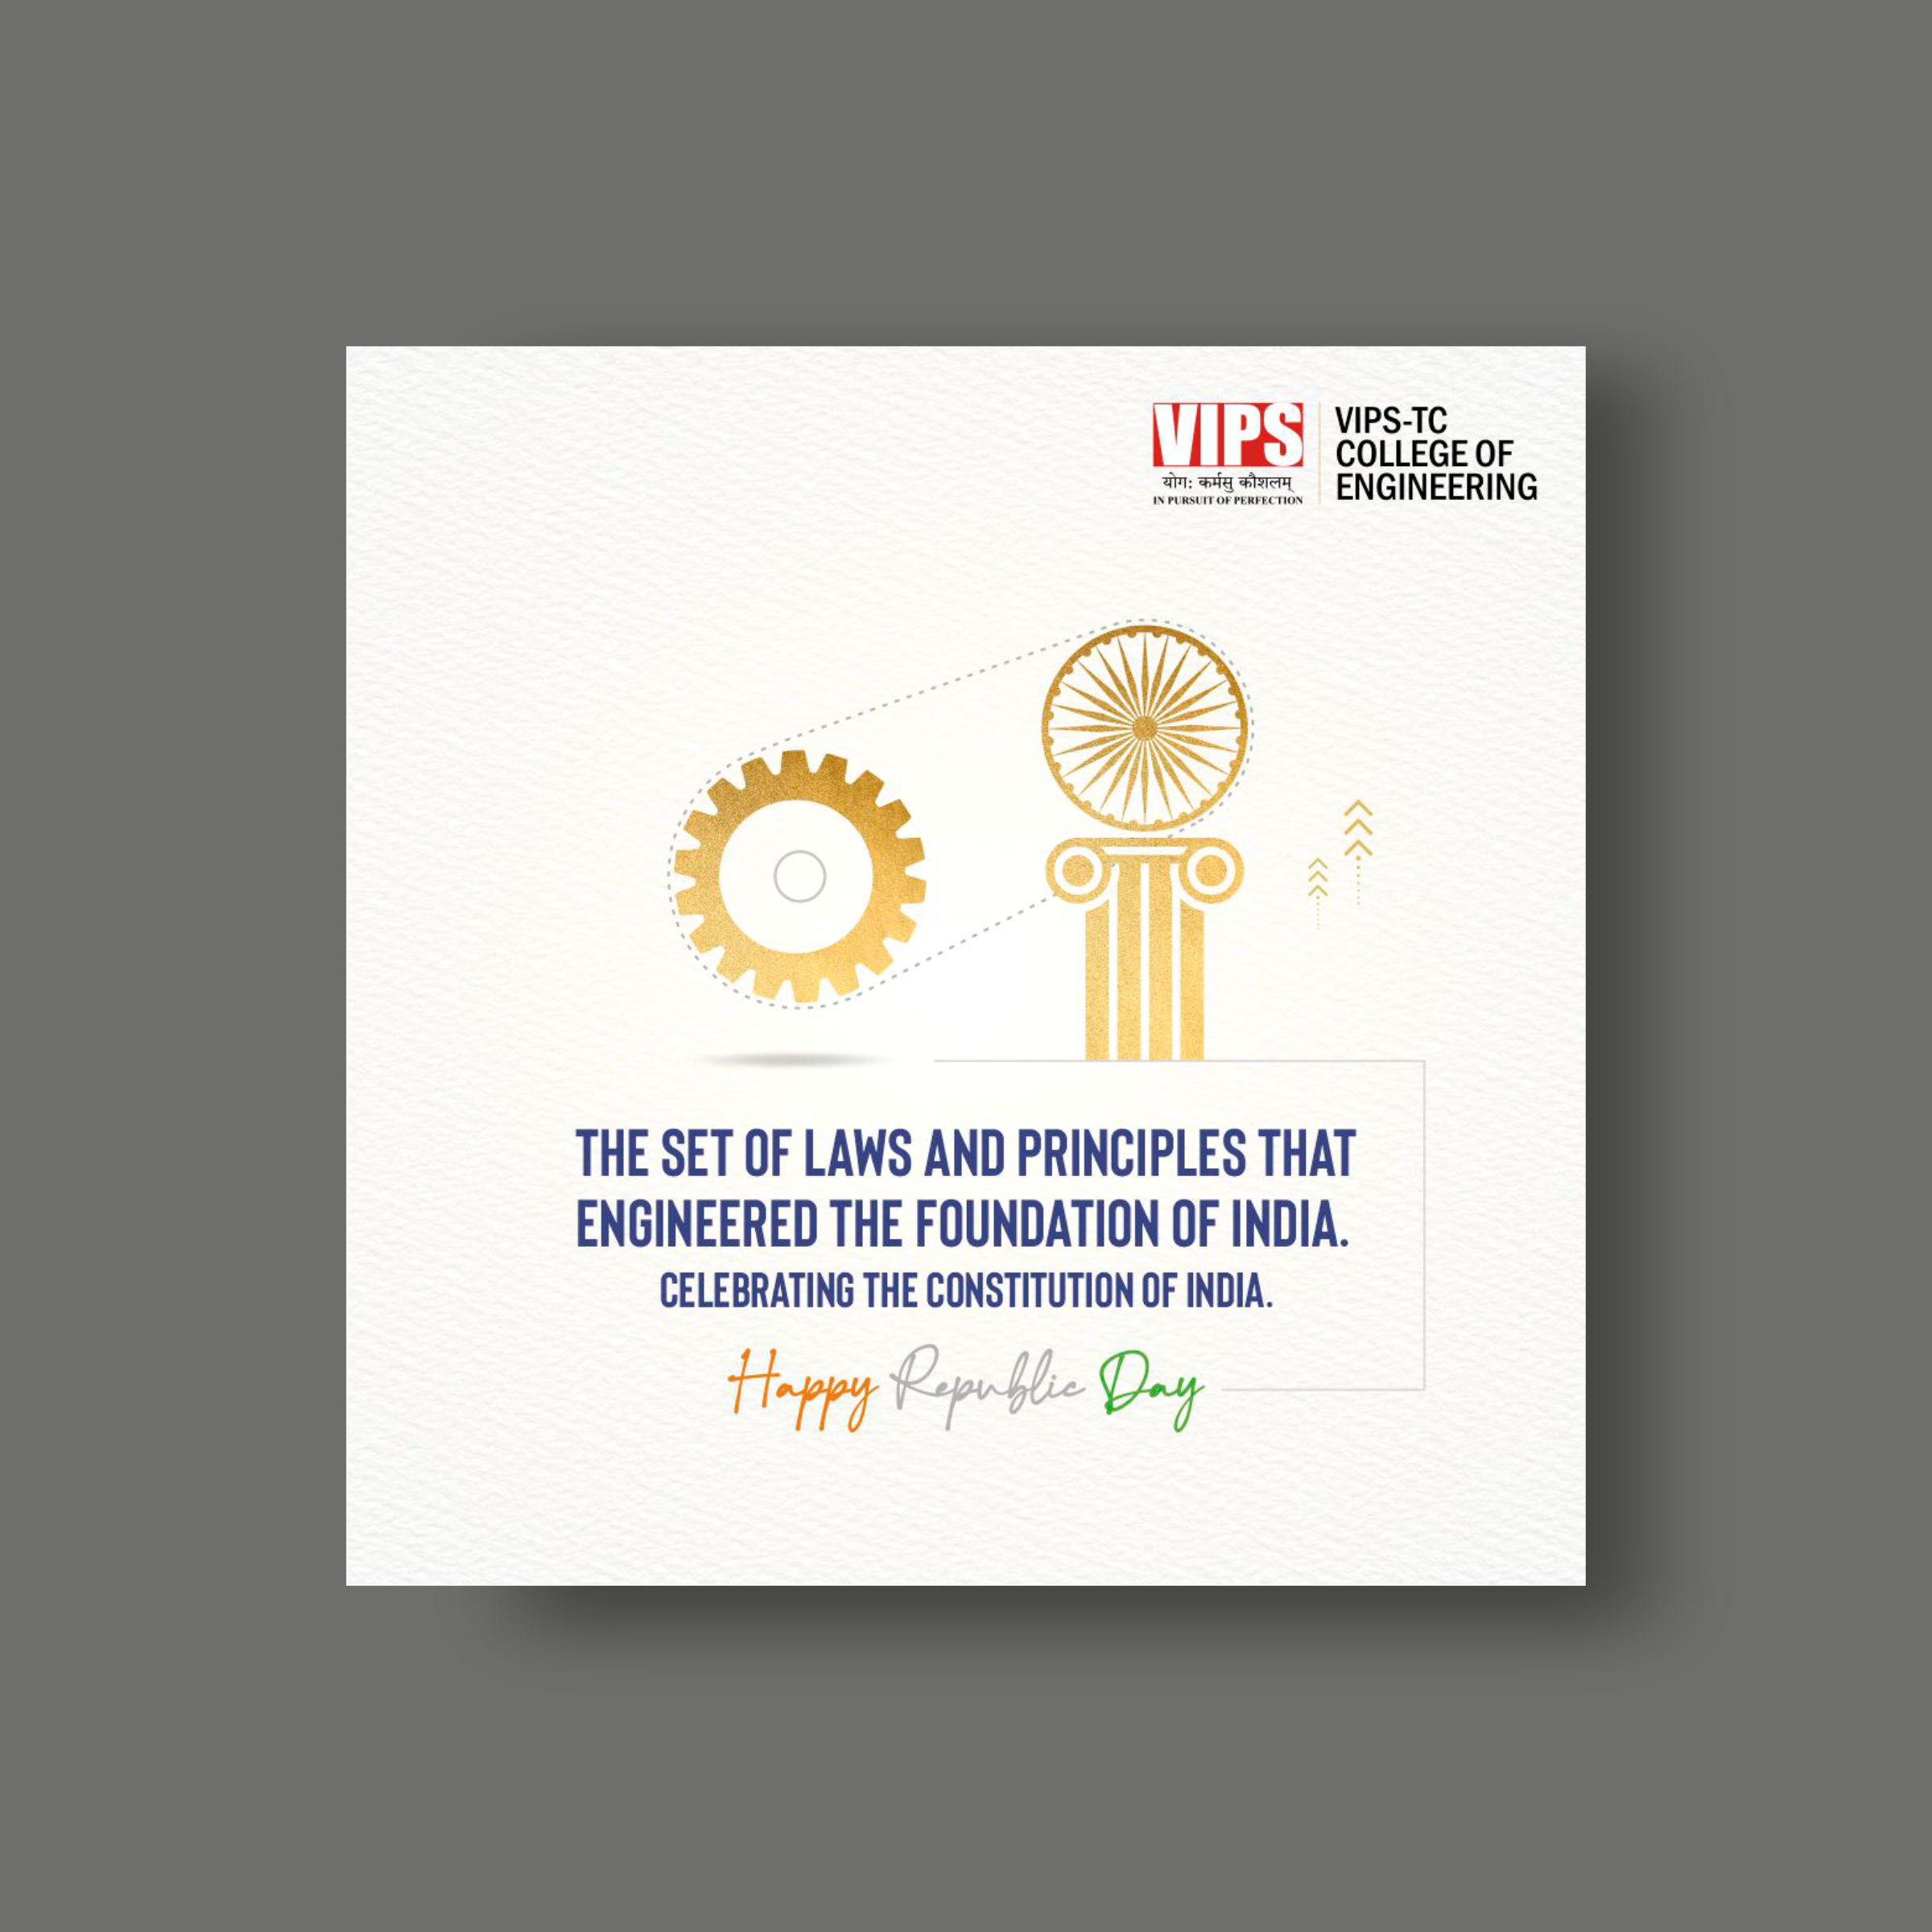 VIPS
योग: कर्मसु कौशलम्
IN PURSUIT OF PERFECTION
VIPS-TC
COLLEGE OF
ENGINEERING
THE SET OF LAWS AND PRINCIPLES THAT
ENGINEERED THE FOUNDATION OF INDIA.
CELEBRATING THE CONSTITUTION OF INDIA.
Happy Republic Day